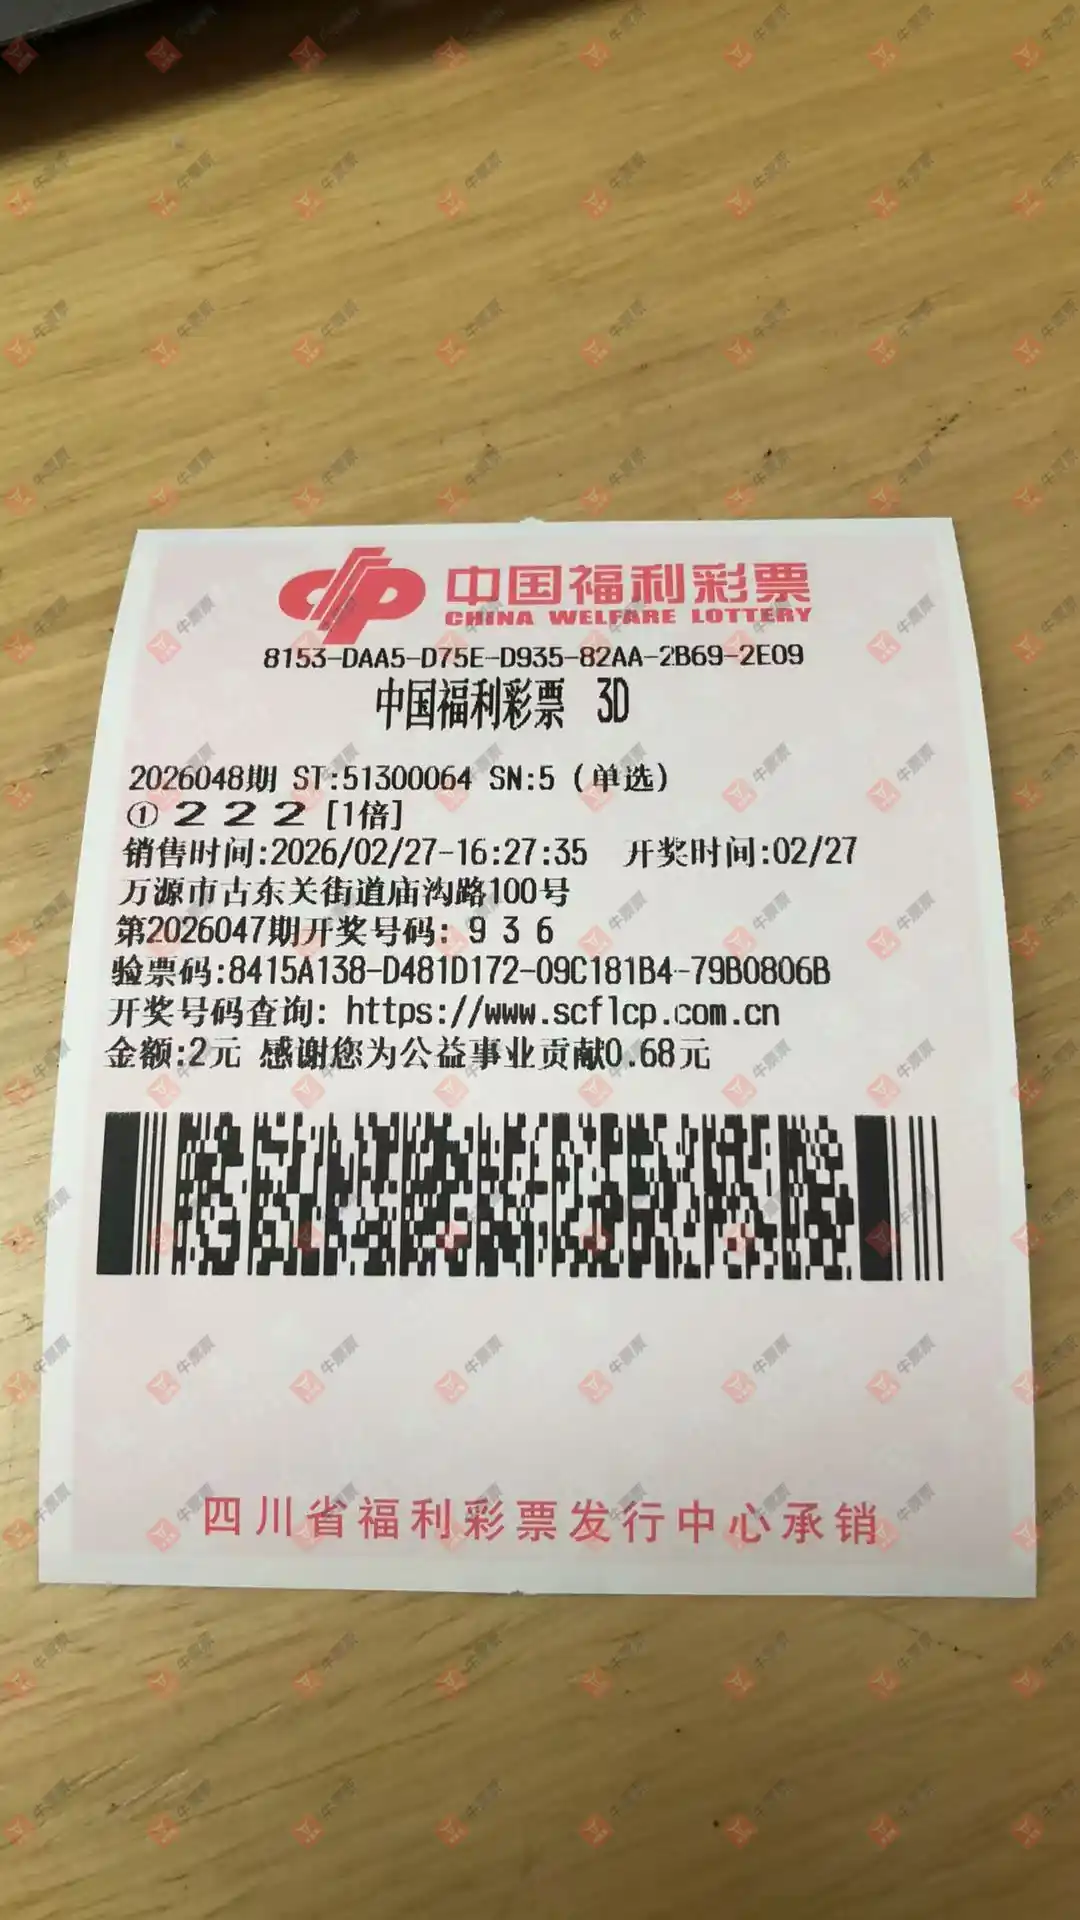 中国福利彩票
CHINA WELFARE LOTTERY
8153-DAA5-D75E-D935-82AA-2B69-2E09
中国福利彩票 3D
2026048期 ST:51300064 SN:5 (单选)
① 2 2 2 [1倍]
销售时间:2026/02/27-16:27:35 开奖时间:02/27
万源市古东关街道庙沟路100号
第2026047期开奖号码: 9 3 6
验票码:8415A138-D481D172-09C181B4-79B0806B
开奖号码查询: https://www.scflcp.com.cn
金额:2元 感谢您为公益事业贡献0.68元
四川省福利彩票发行中心承销
牛票票